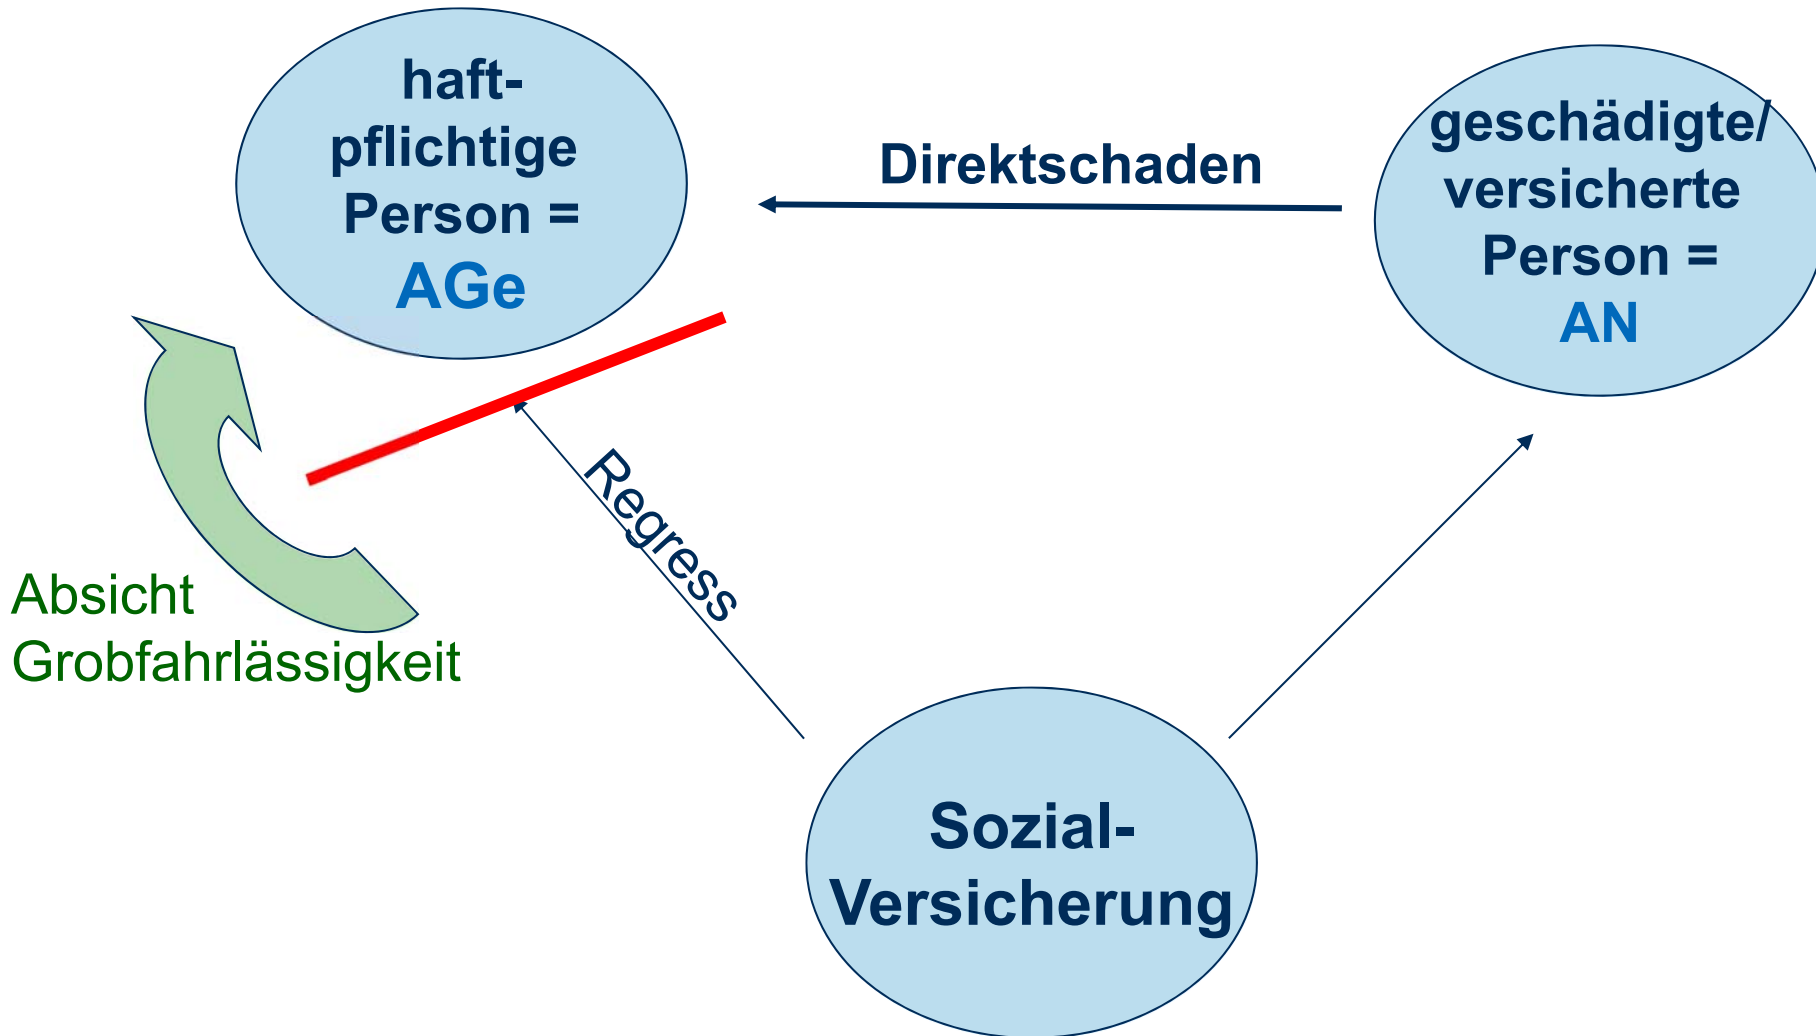 haft-
pflichtige
Person =
AGe
Direktschaden
geschädigte/
versicherte
Person =
AN
Regress
Absicht
Grobfahrlässigkeit
Sozial-
Versicherung